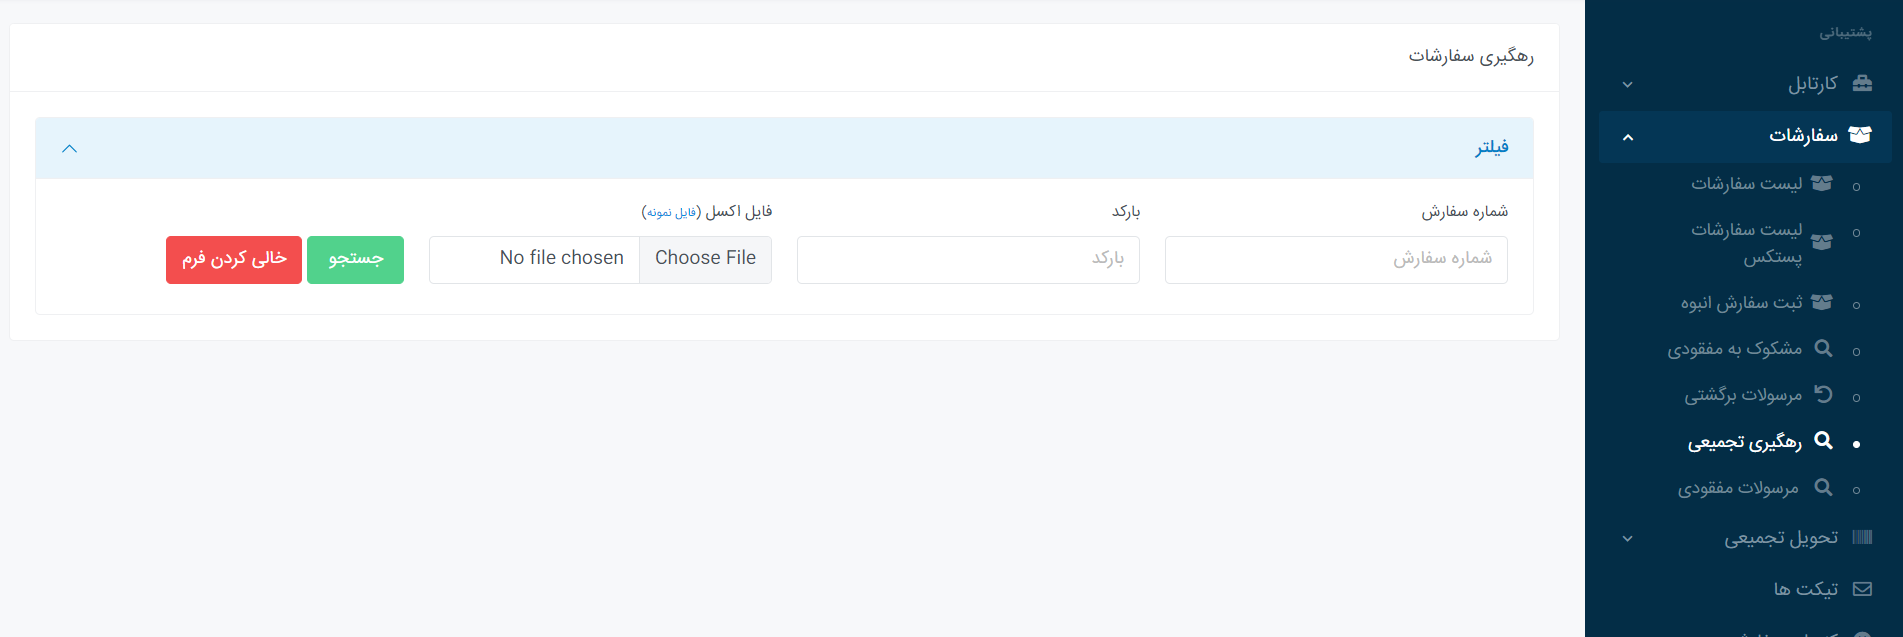 پشتیبانی
کارتابل
سفارشات
لیست سفارشات
لیست سفارشات
پستکس
ثبت سفارش انبوه
مشکوک به مفقودی
مرسولات برگشتی
رهگیری تجمیعی
مرسولات مفقودی
تحویل تجمیعی
تیکت ها
رهگیری سفارشات
فیلتر
شماره سفارش
بارکد
فایل اکسل (فایل نمونه)
شماره سفارش
بارکد
Choose File No file chosen
جستجو
خالی کردن فرم